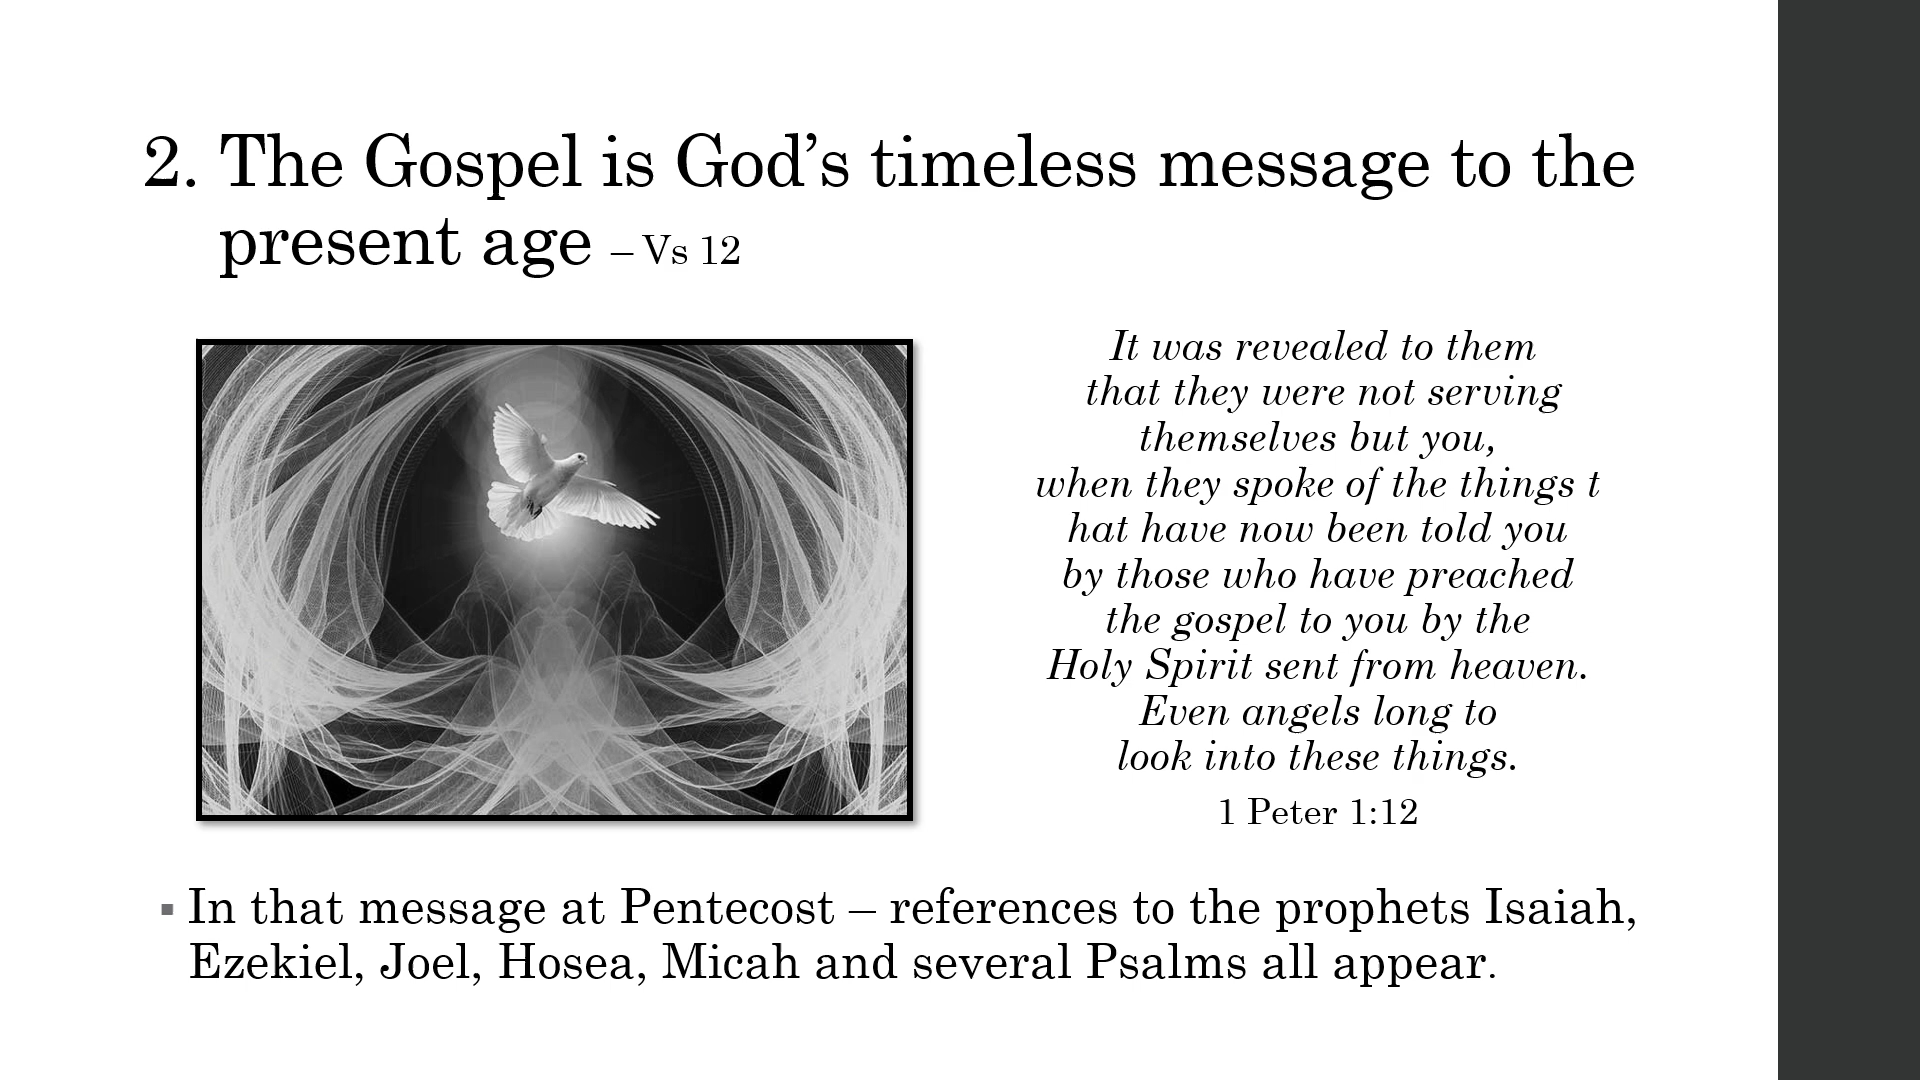 2. The Gospel is God’s timeless message to the
present age – Vs 12
It was revealed to them
that they were not serving
themselves but you,
when they spoke of the things t
hat have now been told you
by those who have preached
the gospel to you by the
Holy Spirit sent from heaven.
Even angels long to
look into these things.
1 Peter 1:12
▪ In that message at Pentecost – references to the prophets Isaiah,
Ezekiel, Joel, Hosea, Micah and several Psalms all appear.